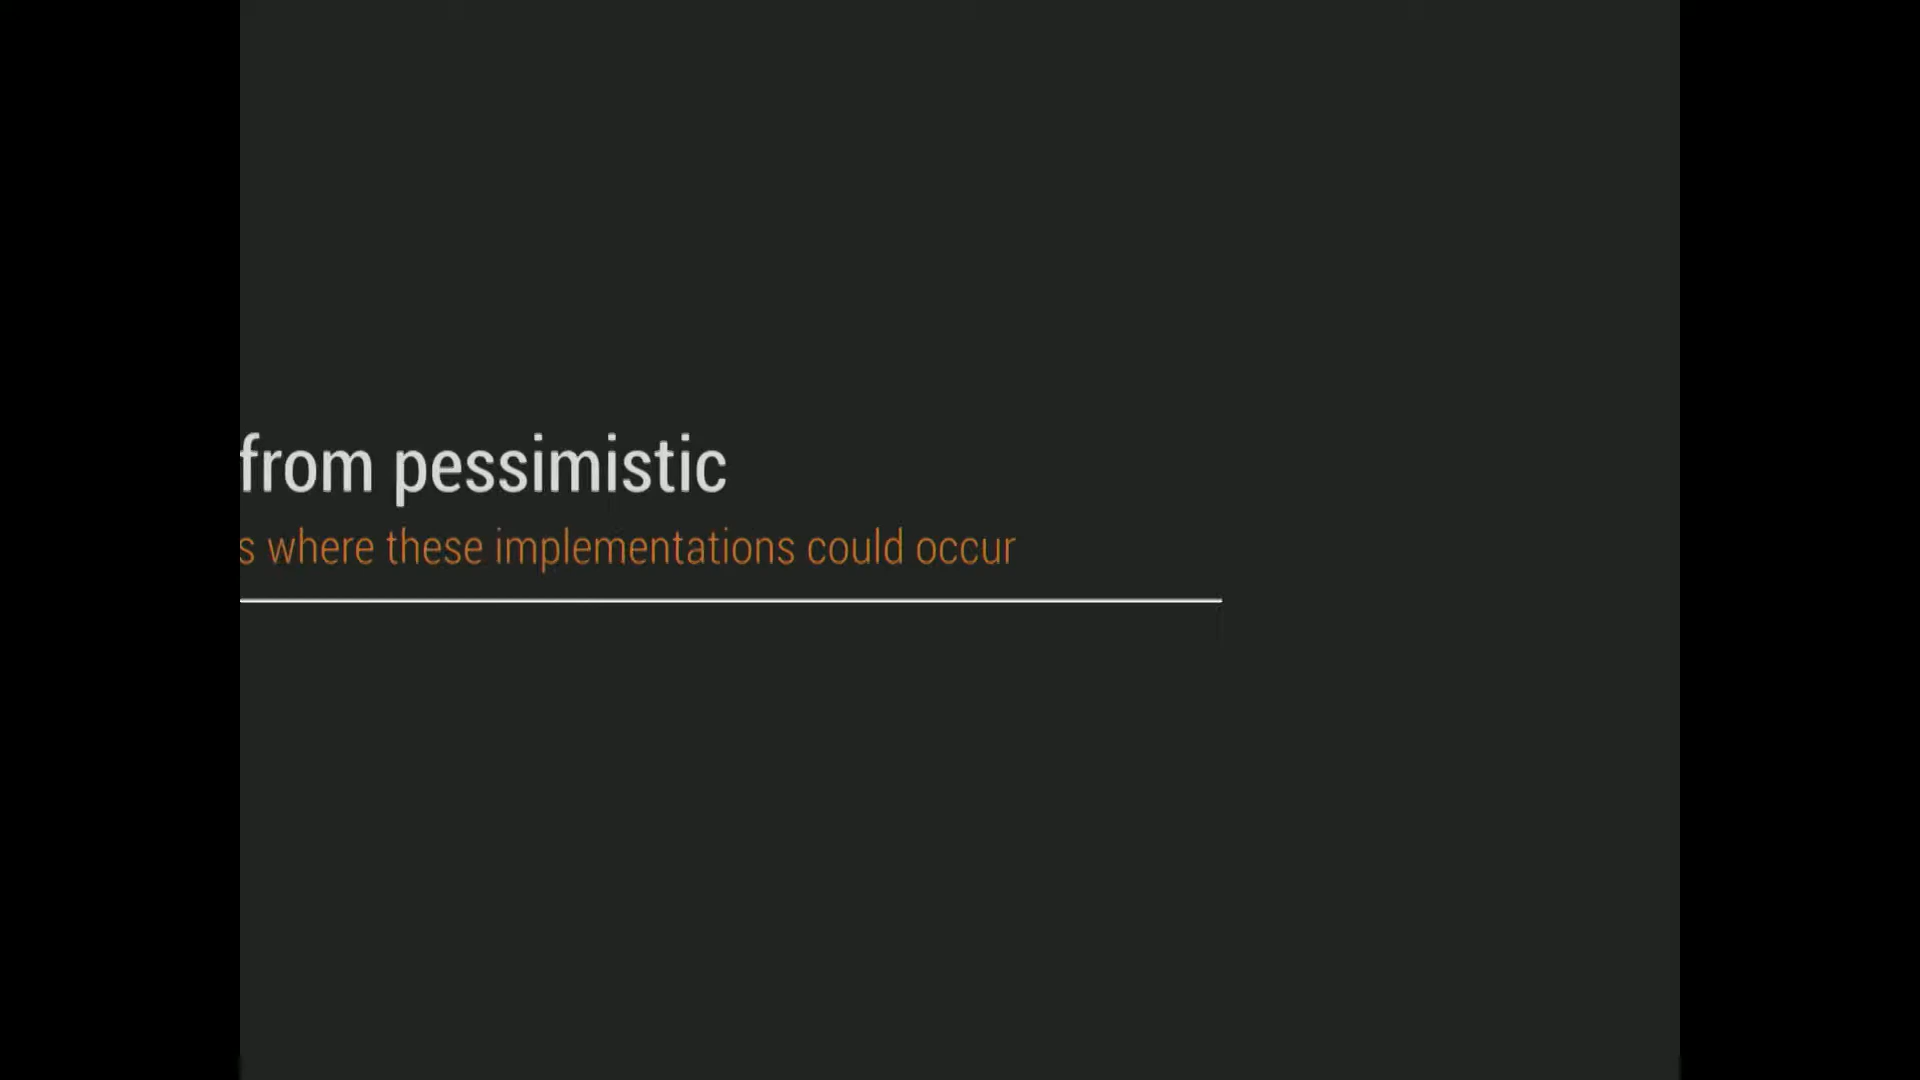 from pessimistic
s where these implementations could occur